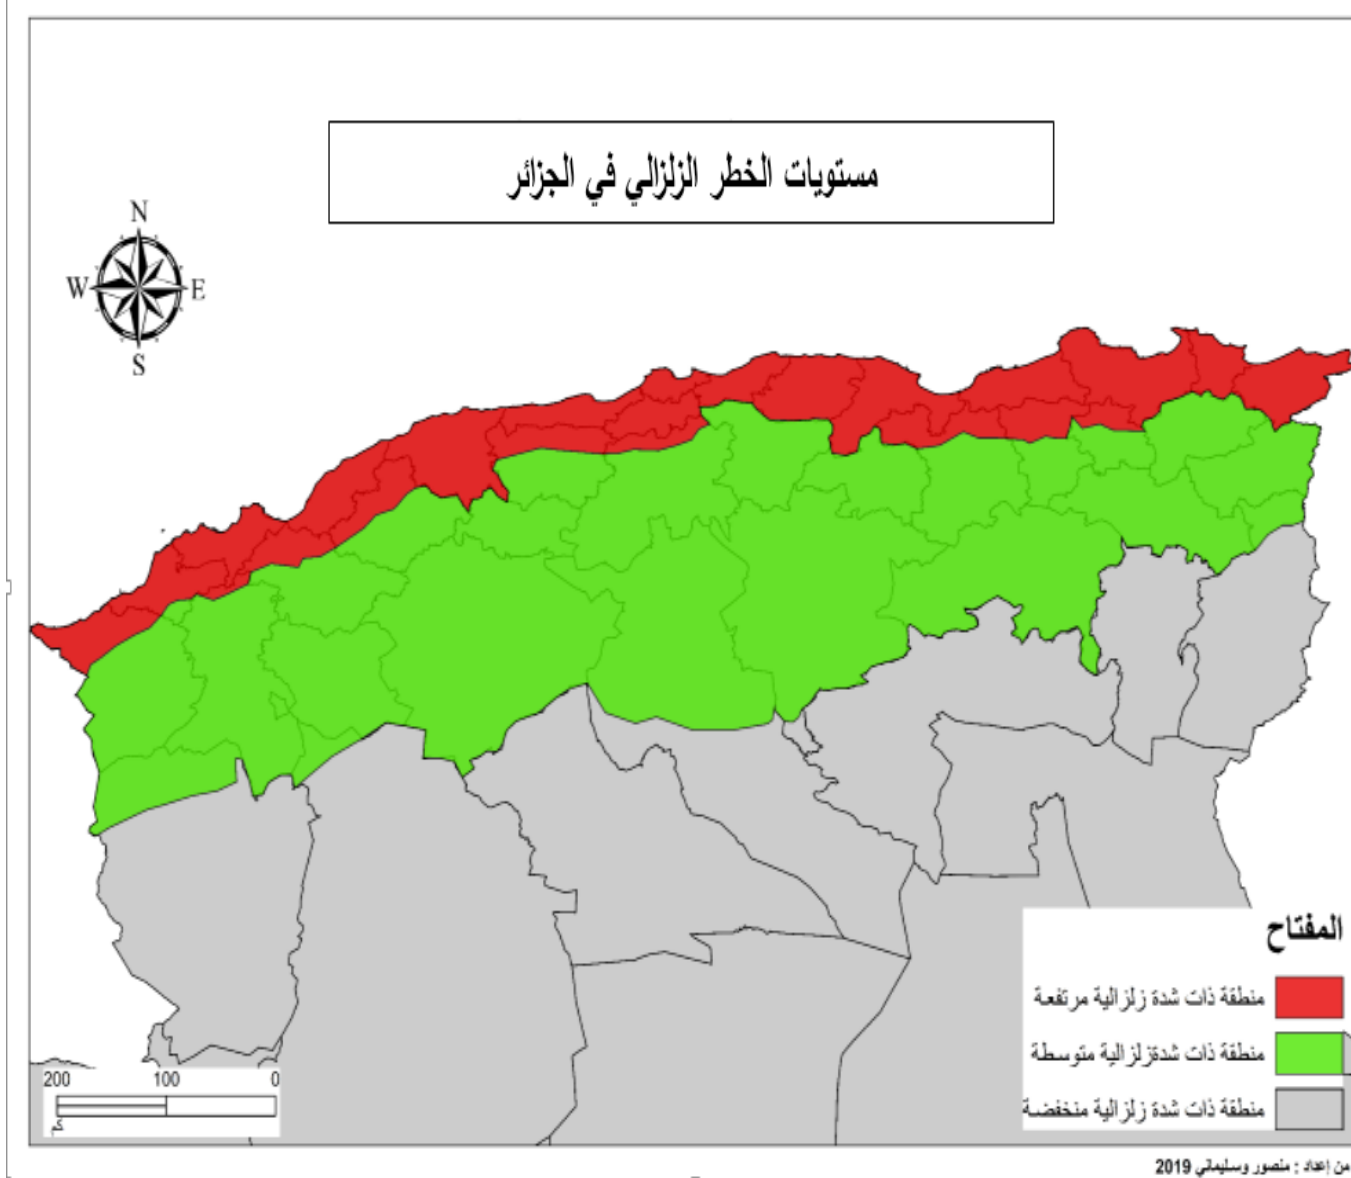 مستويات الخطر الزلزالي في الجزائر
N
W E
S
المفتاح
منطقة ذات شدة زلزالية مرتفعة
منطقة ذات شدةزلزالية متوسطة
منطقة ذات شدة زلزالية منخفضة
200 100 0
كم
من إعداد : منصور وسليماني 2019